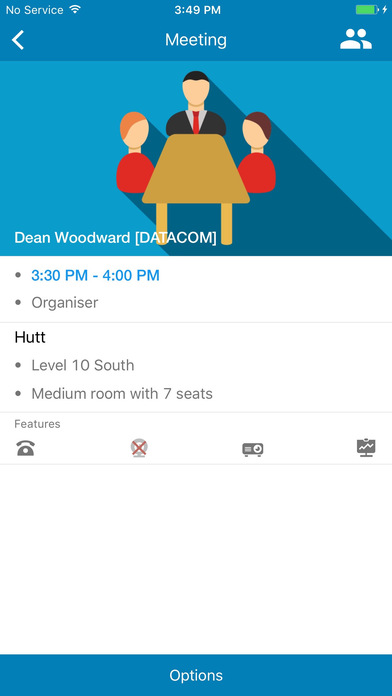 No Service 3:49 PM
Meeting
Dean Woodward [DATACOM]
• 3:30 PM - 4:00 PM
• Organiser
Hutt
• Level 10 South
• Medium room with 7 seats
Features
Options